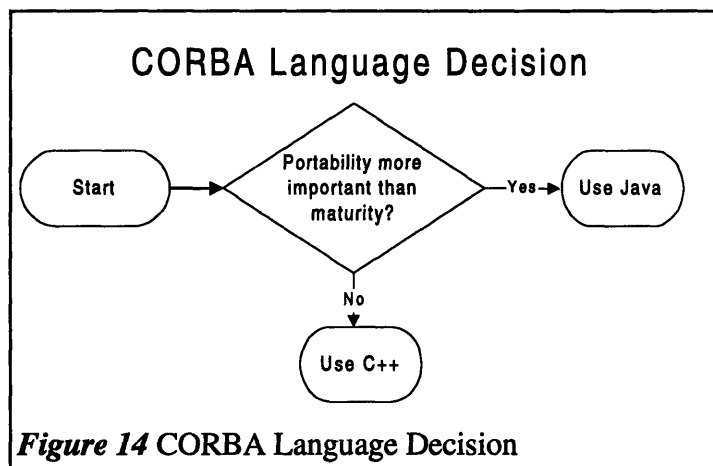 CORBA Language Decision
Start
Portability more
important than
maturity?
Yes
Use Java
No
Use C++
Figure 14 CORBA Language Decision